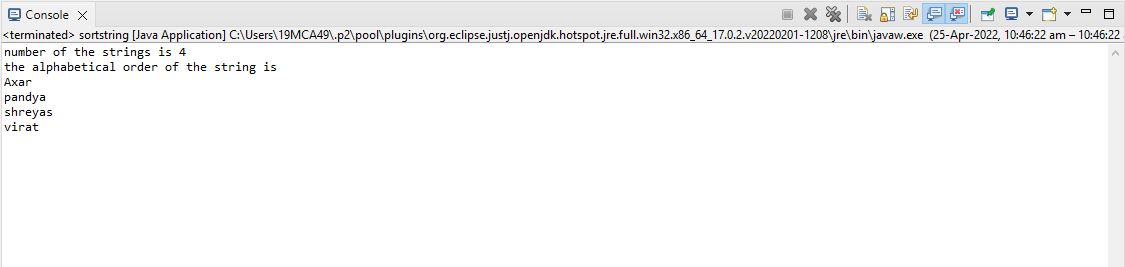 Console
<terminated> sortstring [Java Application] C:\Users\19MCA49\.p2\pool\plugins\org.eclipse.justj.openjdk.hotspot.jre.full.win32.x86_64_17.0.2.v20220201-1208\jre\bin\javaw.exe (25-Apr-2022, 10:46:22 am – 10:46:22
number of the strings is 4
the alphabetical order of the string is
Axar
pandya
shreyas
virat